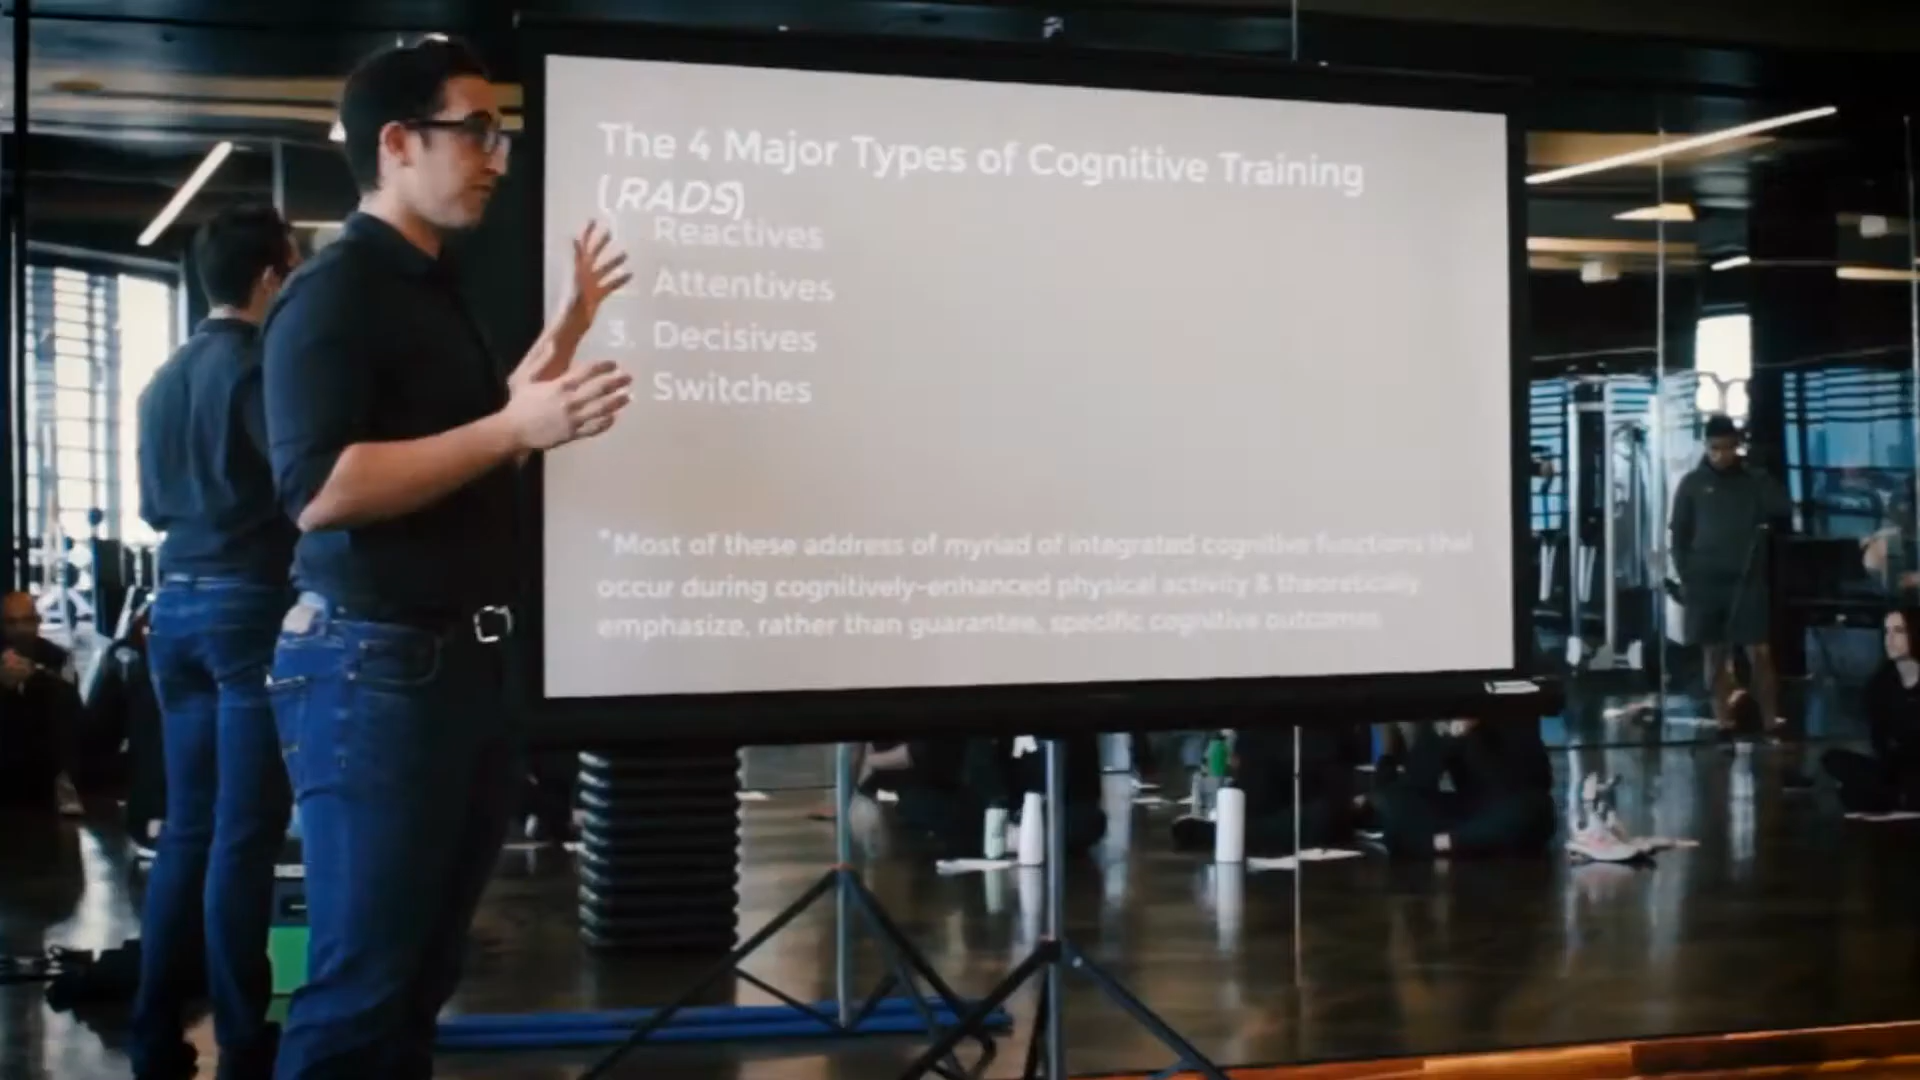 The 4 Major Types of Cognitive Training
(RADS)
Reactives
Attentives
3. Decisives
Switches
*Most of these address of myriad of integrated cognitive functions that
occur during cognitively-enhanced physical activity & theoretically
emphasize, rather than guarantee, specific cognitive outcomes